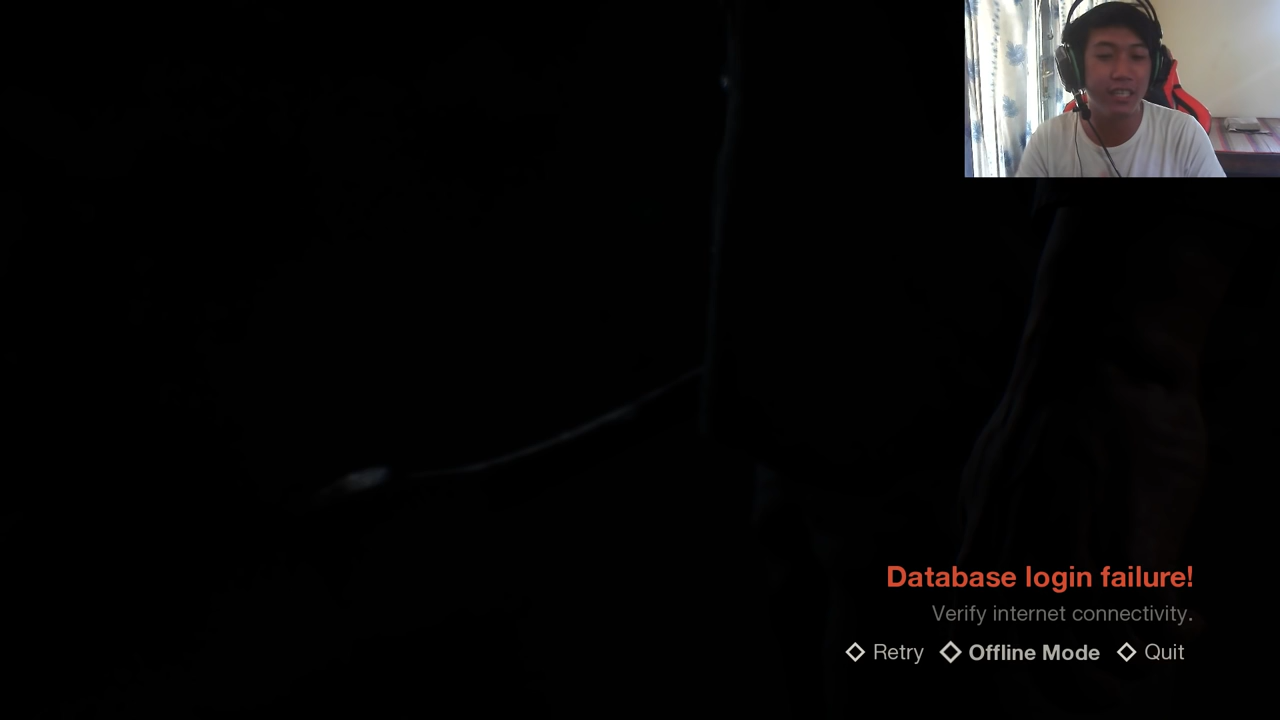 Database login failure!
Verify internet connectivity.
Retry Offline Mode Quit